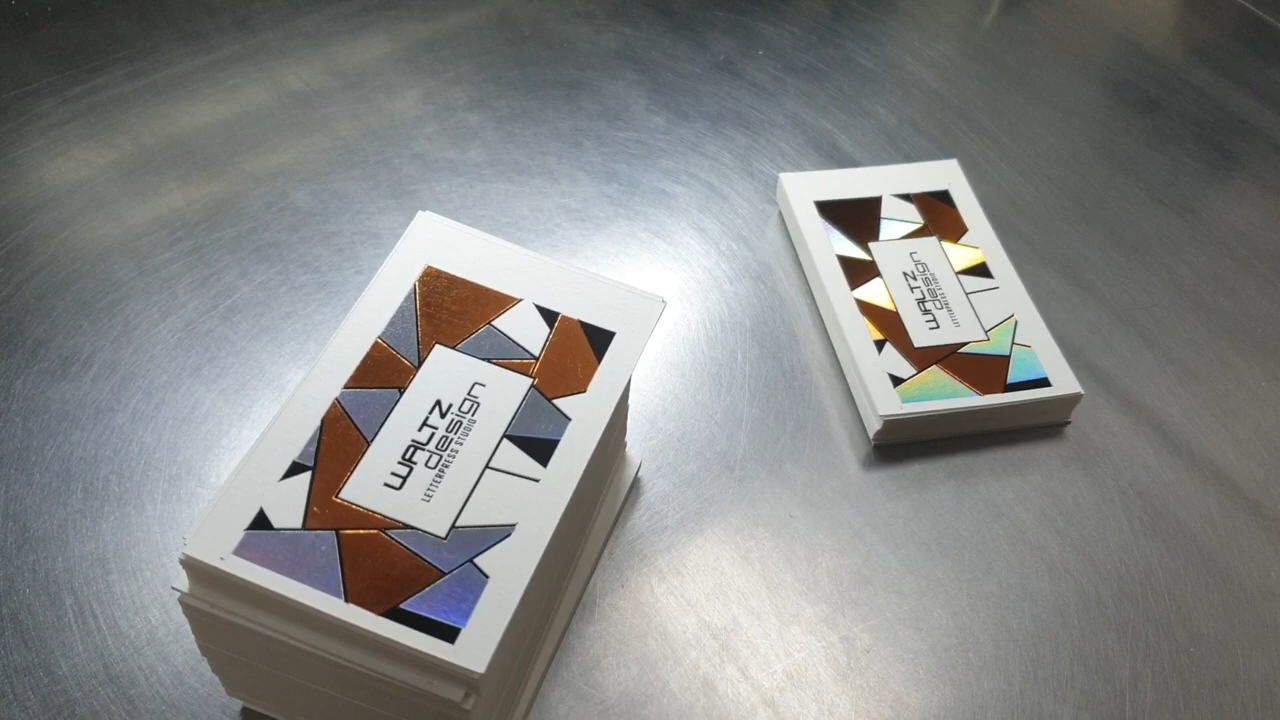 WALTZ
design
LETTERPRESS STUDIO
WALTZ
design
LETTERPRESS STUDIO